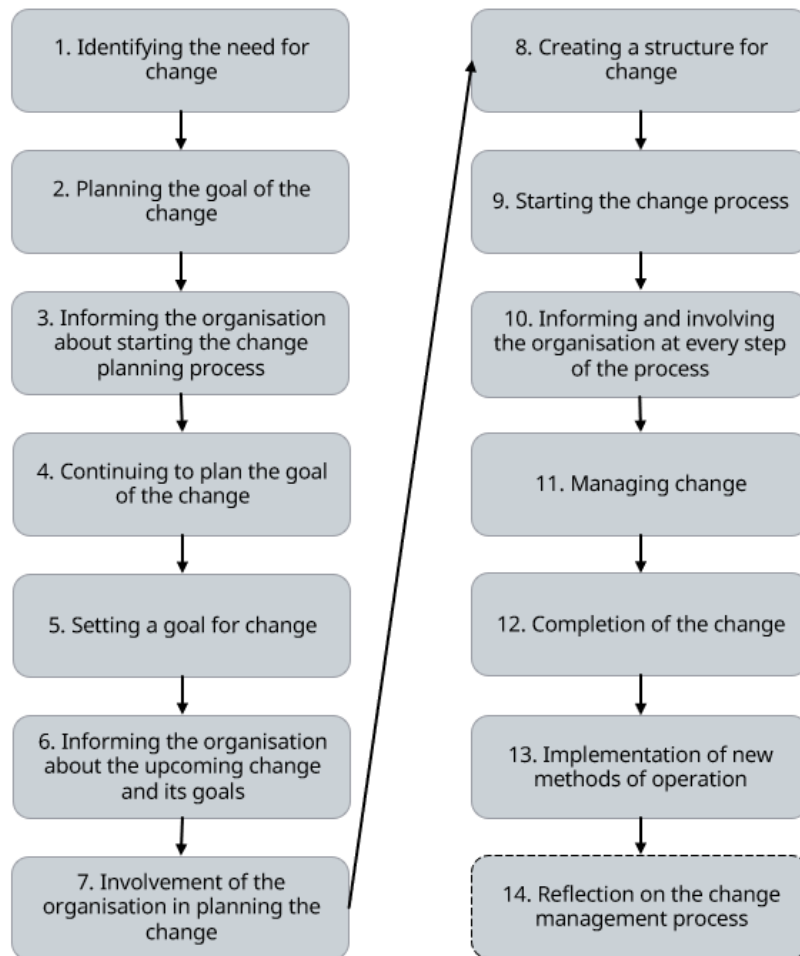 1. Identifying the need for
change
2. Planning the goal of the
change
3. Informing the organisation
about starting the change
planning process
4. Continuing to plan the goal
of the change
5. Setting a goal for change
6. Informing the organisation
about the upcoming change
and its goals
7. Involvement of the
organisation in planning the
change
8. Creating a structure for
change
9. Starting the change process
10. Informing and involving
the organisation at every step
of the process
11. Managing change
12. Completion of the change
13. Implementation of new
methods of operation
14. Reflection on the change
management process